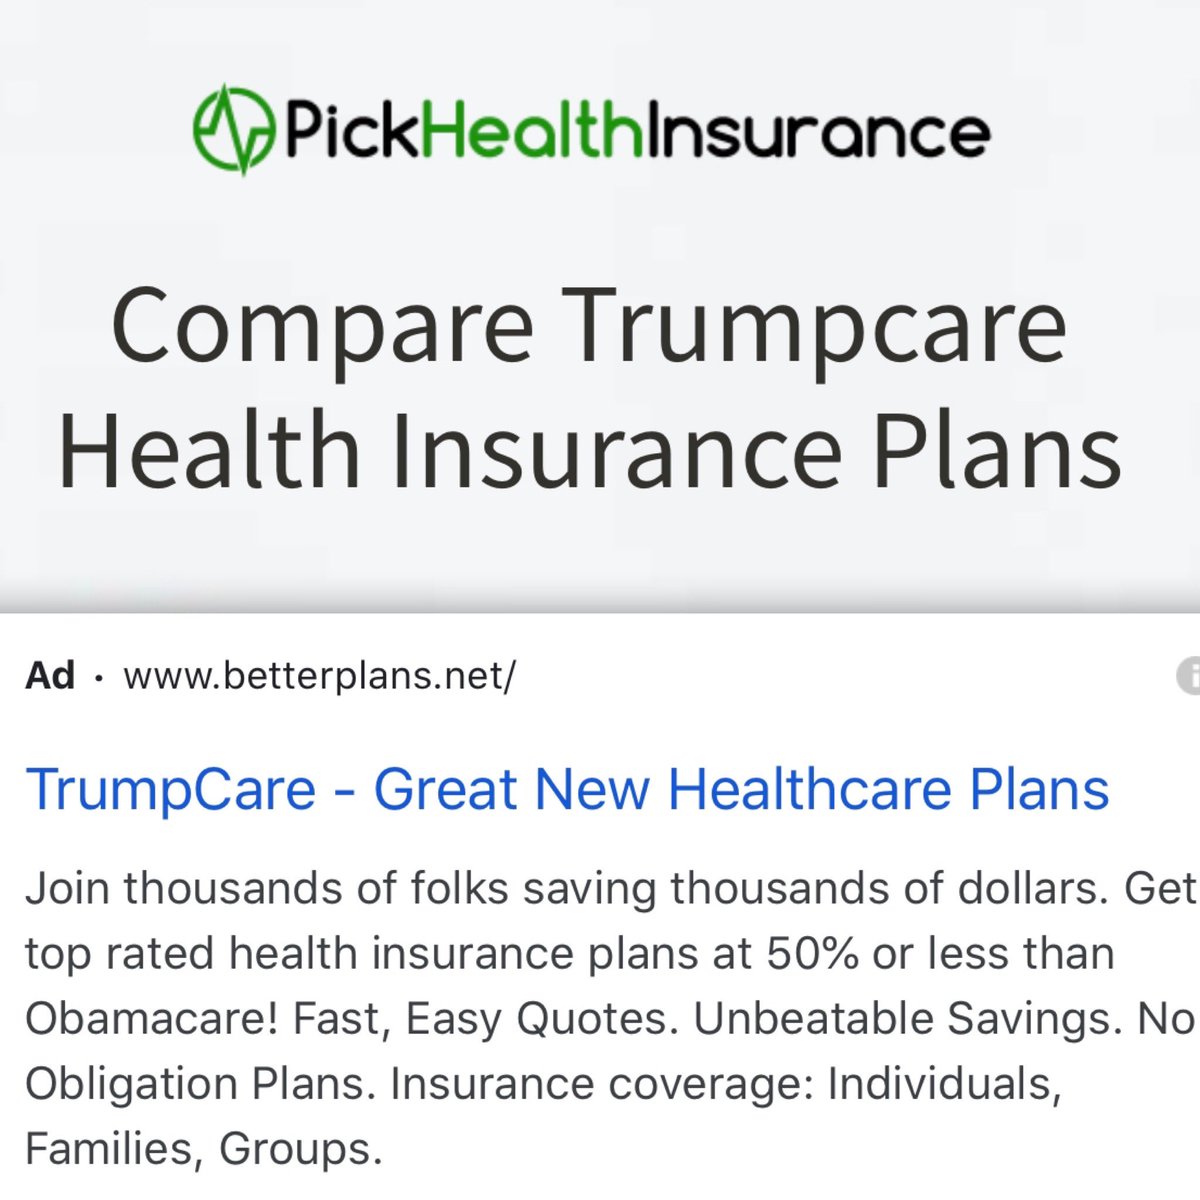 PickHealthInsurance
Compare Trumpcare
Health Insurance Plans
Ad · www.betterplans.net/
TrumpCare - Great New Healthcare Plans
Join thousands of folks saving thousands of dollars. Get
top rated health insurance plans at 50% or less than
Obamacare! Fast, Easy Quotes. Unbeatable Savings. No
Obligation Plans. Insurance coverage: Individuals,
Families, Groups.